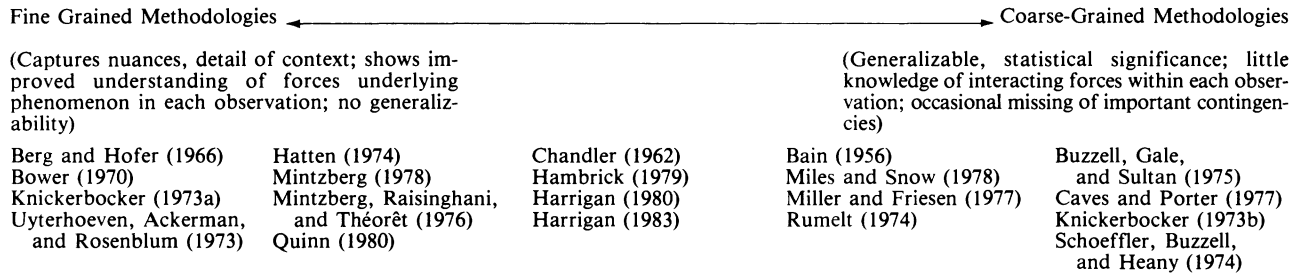 Fine Grained Methodologies
Coarse-Grained Methodologies
(Captures nuances, detail of context; shows im-
proved understanding of forces underlying
phenomenon in each observation; no generaliz-
ability)
(Generalizable, statistical significance; little
knowledge of interacting forces within each obser-
vation; occasional missing of important contingen-
cies)
Berg and Hofer (1966)
Bower (1970)
Knickerbocker (1973a)
Uyterhoeven, Ackerman,
and Rosenblum (1973)
Hatten (1974)
Mintzberg (1978)
Mintzberg, Raisinghani,
and Théorêt (1976)
Quinn (1980)
Chandler (1962)
Hambrick (1979)
Harrigan (1980)
Harrigan (1983)
Bain (1956)
Miles and Snow (1978)
Miller and Friesen (1977)
Rumelt (1974)
Buzzell, Gale,
and Sultan (1975)
Caves and Porter (1977)
Knickerbocker (1973b)
Schoeffler, Buzzell,
and Heany (1974)